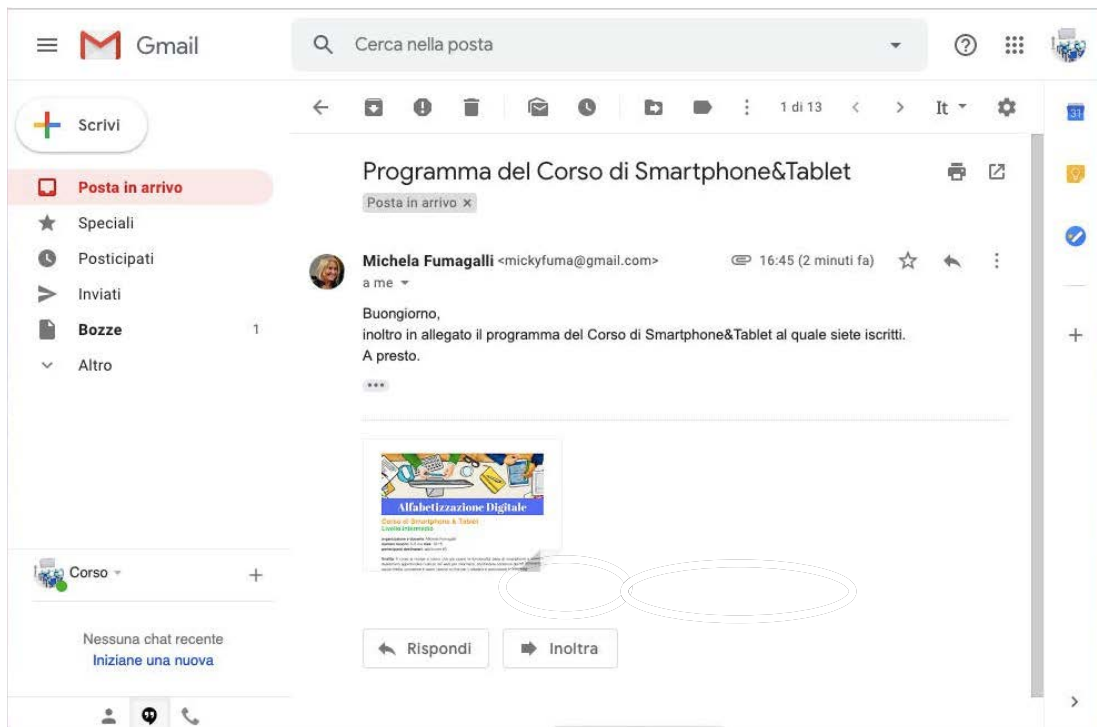 Gmail
Cerca nella posta
Scrivi
1 di 13
It
31
Posta in arrivo
Speciali
Posticipati
Inviati
Bozze 1
Altro
Programma del Corso di Smartphone&Tablet
Posta in arrivo x
Michela Fumagalli <mickyfuma@gmail.com> 16:45 (2 minuti fa)
a me
Buongiorno,
inoltro in allegato il programma del Corso di Smartphone&Tablet al quale siete iscritti.
A presto.
Alfabetizzazione Digitale
Corso di Smartphone & Tablet
Livello intermedio
Rispondi
Inoltra
Corso
Nessuna chat recente
Iniziane una nuova